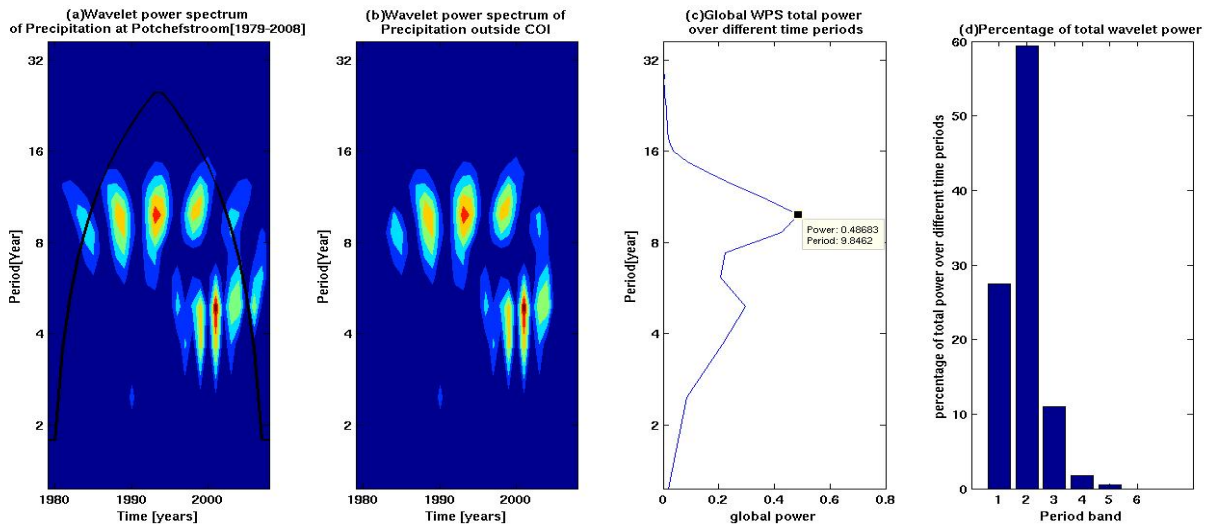 (a)Wavelet power spectrum
of Precipitation at Potchefstroom[1979-2008]
32
16
8
4
2
Period[Year]
1980
1990
2000
Time [years]
(b)Wavelet power spectrum of
Precipitation outside COI
32
16
8
4
2
Period[year]
1980
1990
2000
Time [years]
(c)Global WPS total power
over different time periods
32
16
8
4
2
Period[year]
Power: 0.48683
Period: 9.8462
0
0.2
0.4
0.6
0.8
global power
(d)Percentage of total wavelet power
60
50
40
30
20
10
0
percentage of total power over different time periods
1
2
3
4
5
6
Period band